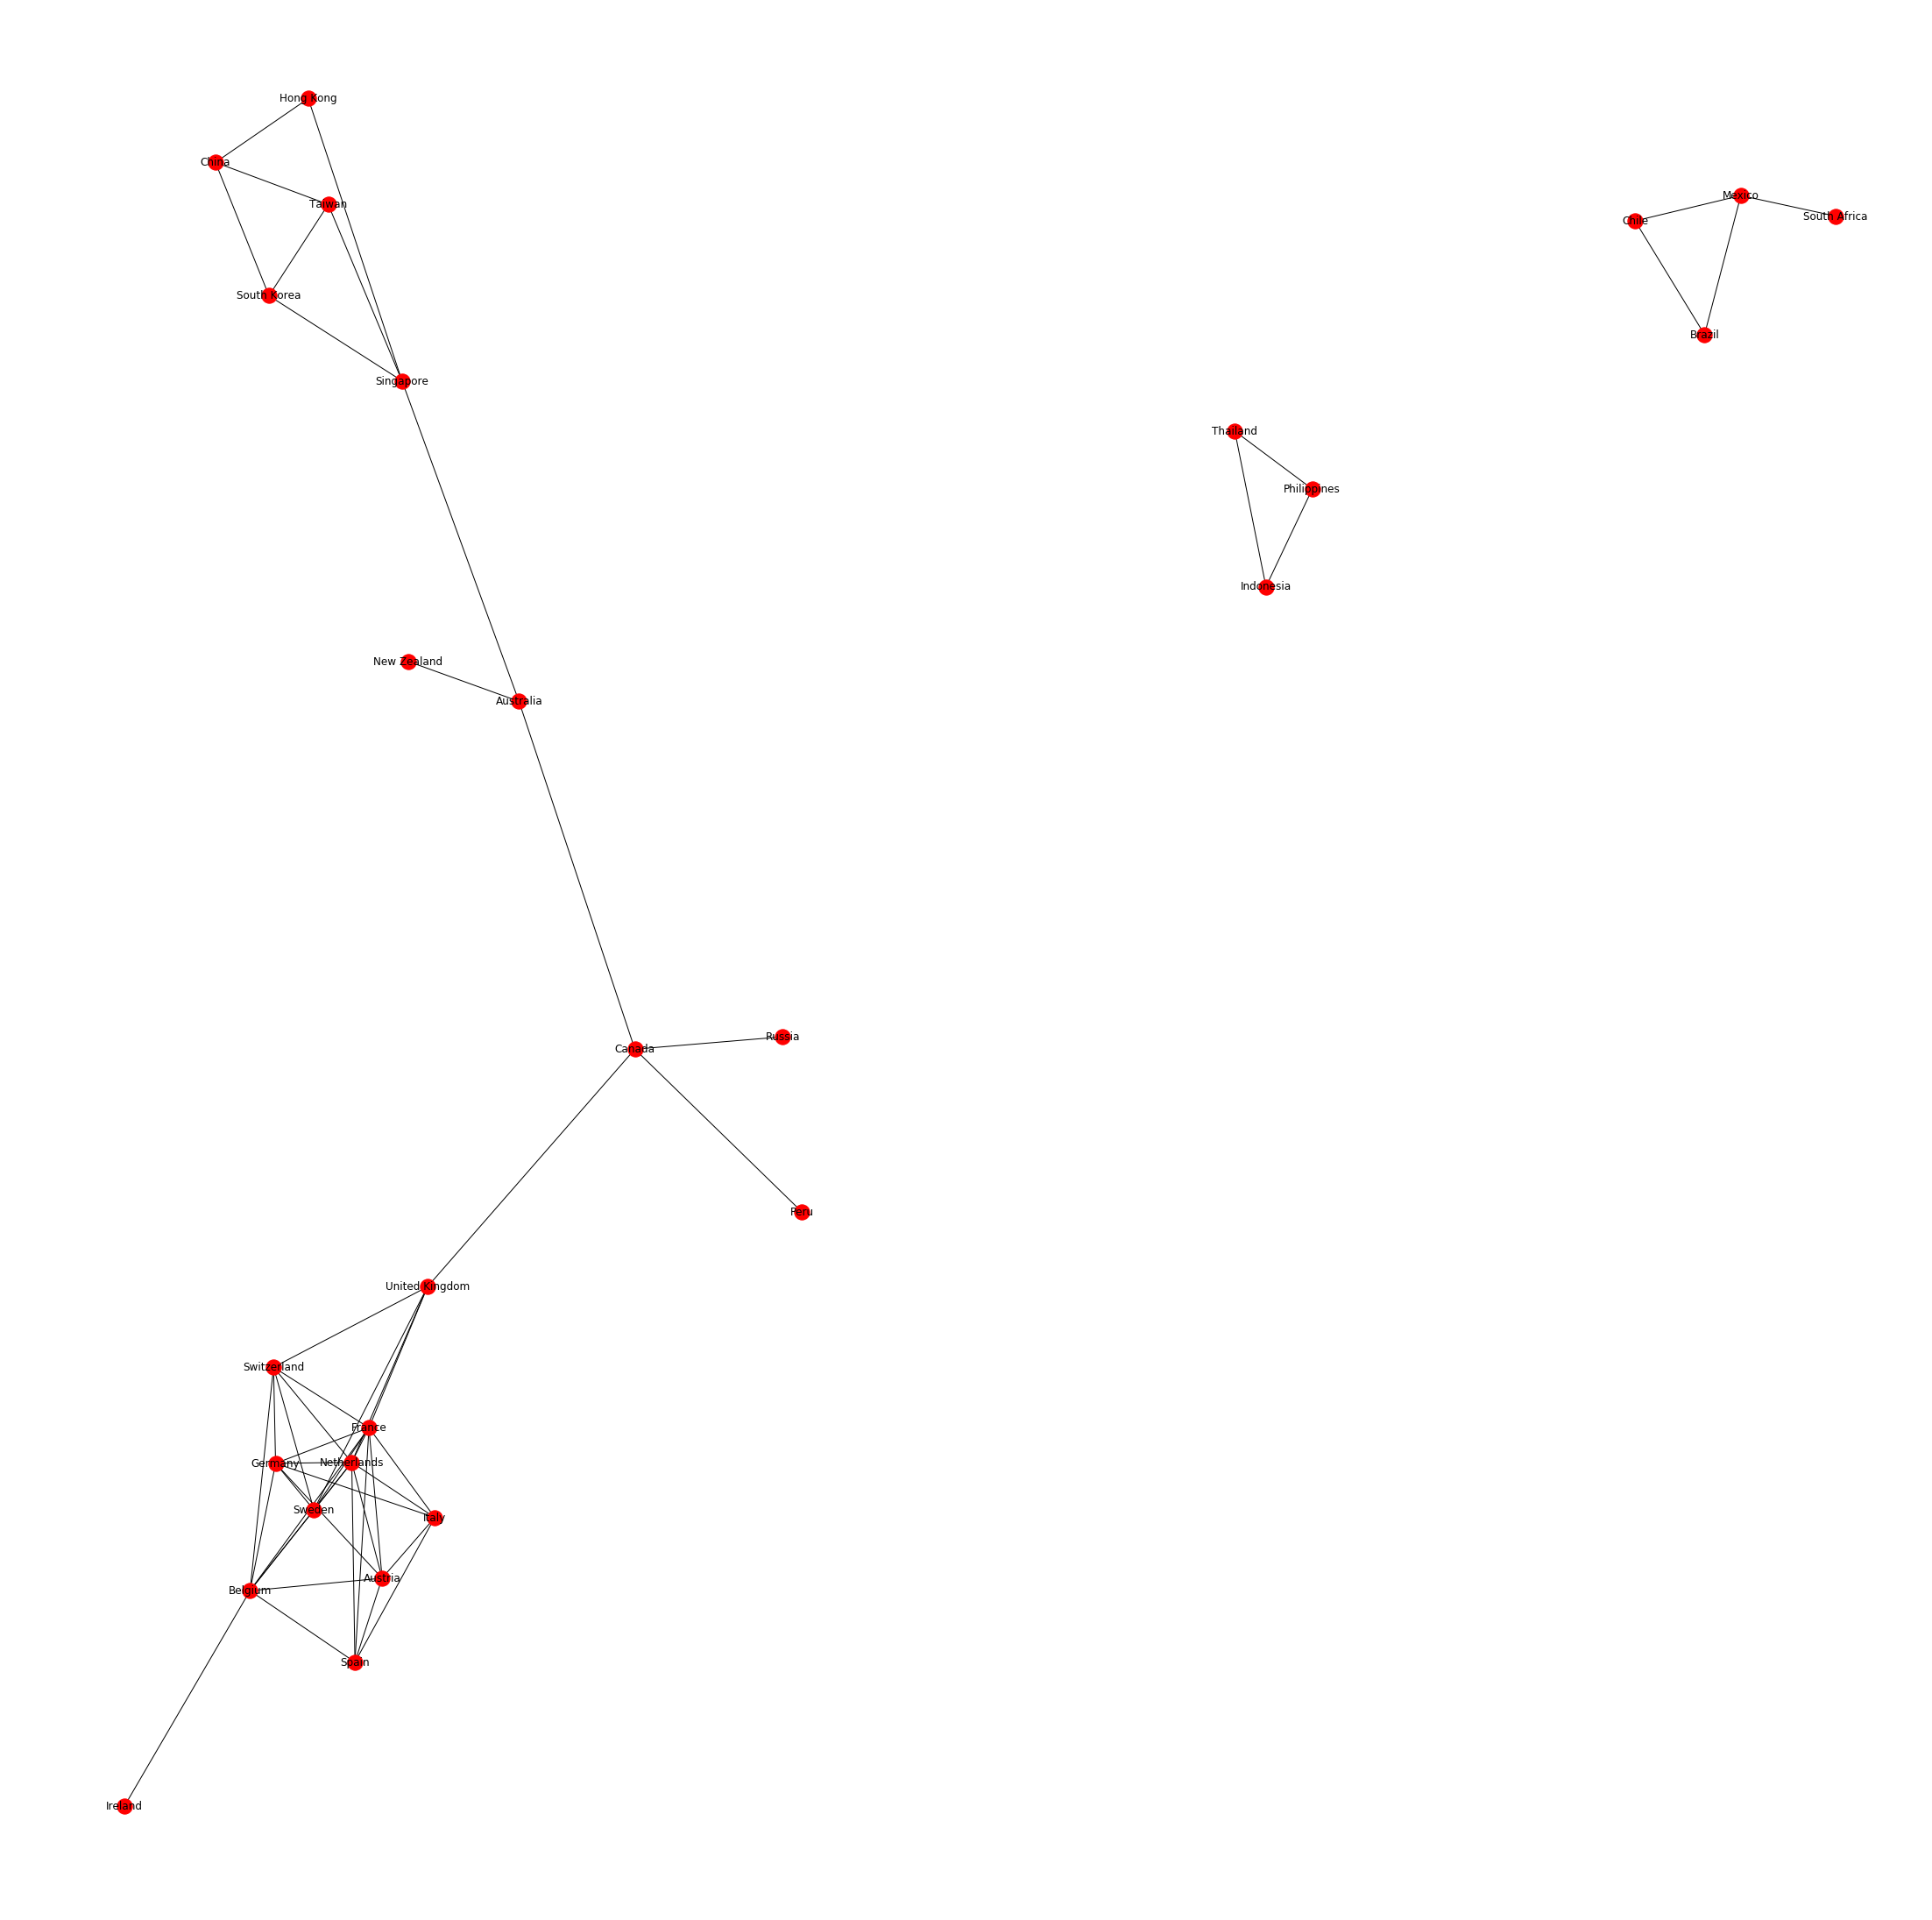 Hong Kong
China
Mexico
Taiwan
South Africa
Chile
South Korea
Brazil
Singapore
Thailand
Philippines
Indonesia
New Zealand
Australia
Russia
Canada
Peru
United Kingdom
Switzerland
France
Germany
Netherlands
Sweden
Italy
Austria
Belgium
Spain
Ireland